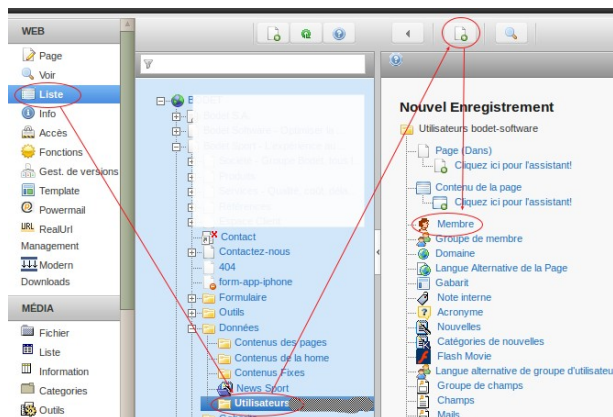 WEB
Page
Voir
Liste
Info
Accès
Fonctions
Gest. de versions
Template
Powermail
RealUrl
Management
Modern
Downloads
MÉDIA
Fichier
Liste
Information
Categories
Outils
Contact
Contactez-nous
404
form-app-iphone
Formulaire
Outils
Données
Contenus des pages
Contenus de la home
Contenus Fixes
News Sport
Utilisateurs
Nouvel Enregistrement
Utilisateurs bodet-software
Page (Dans)
Cliquez ici pour l'assistant!
Contenu de la page
Cliquez ici pour l'assistant!
Membre
Groupe de membre
Domaine
Langue Alternative de la Page
Gabarit
Note interne
Acronyme
Nouvelles
Catégories de nouvelles
Flash Movie
Langue alternative de groupe d'utilisateu
Groupe de champs
Champs
Mails